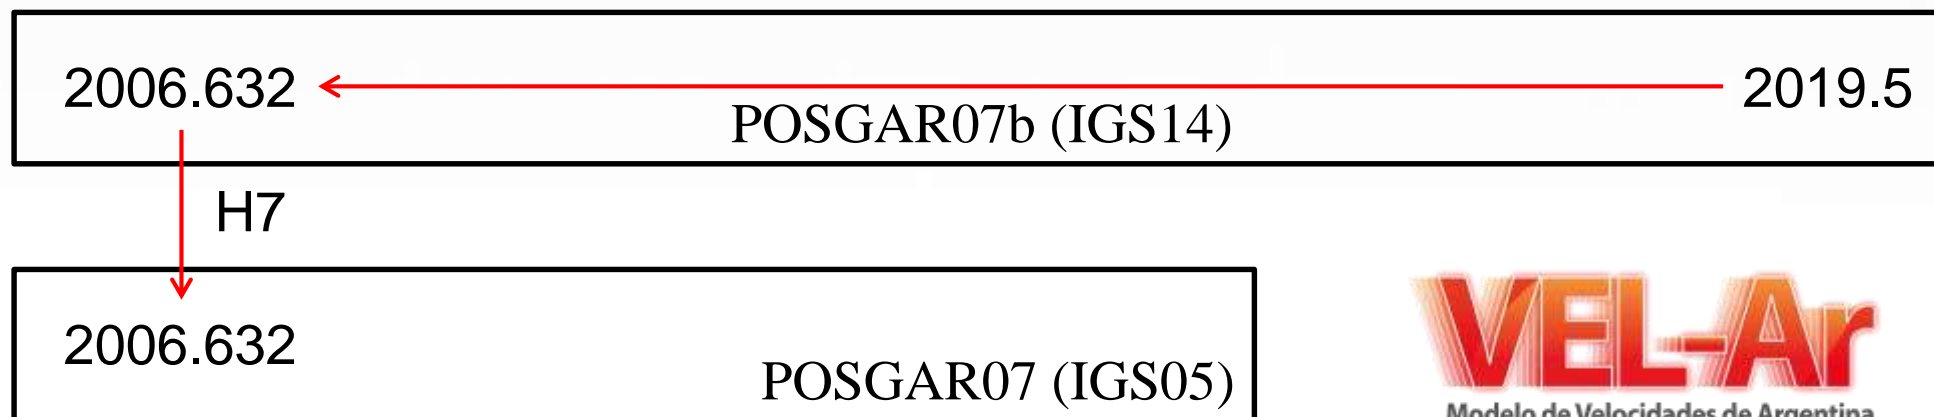 2006.632 2019.5
POSGAR07b (IGS14)
H7
2006.632
POSGAR07 (IGS05)
VEL-Ar
Modelo de Velocidades de Argentina